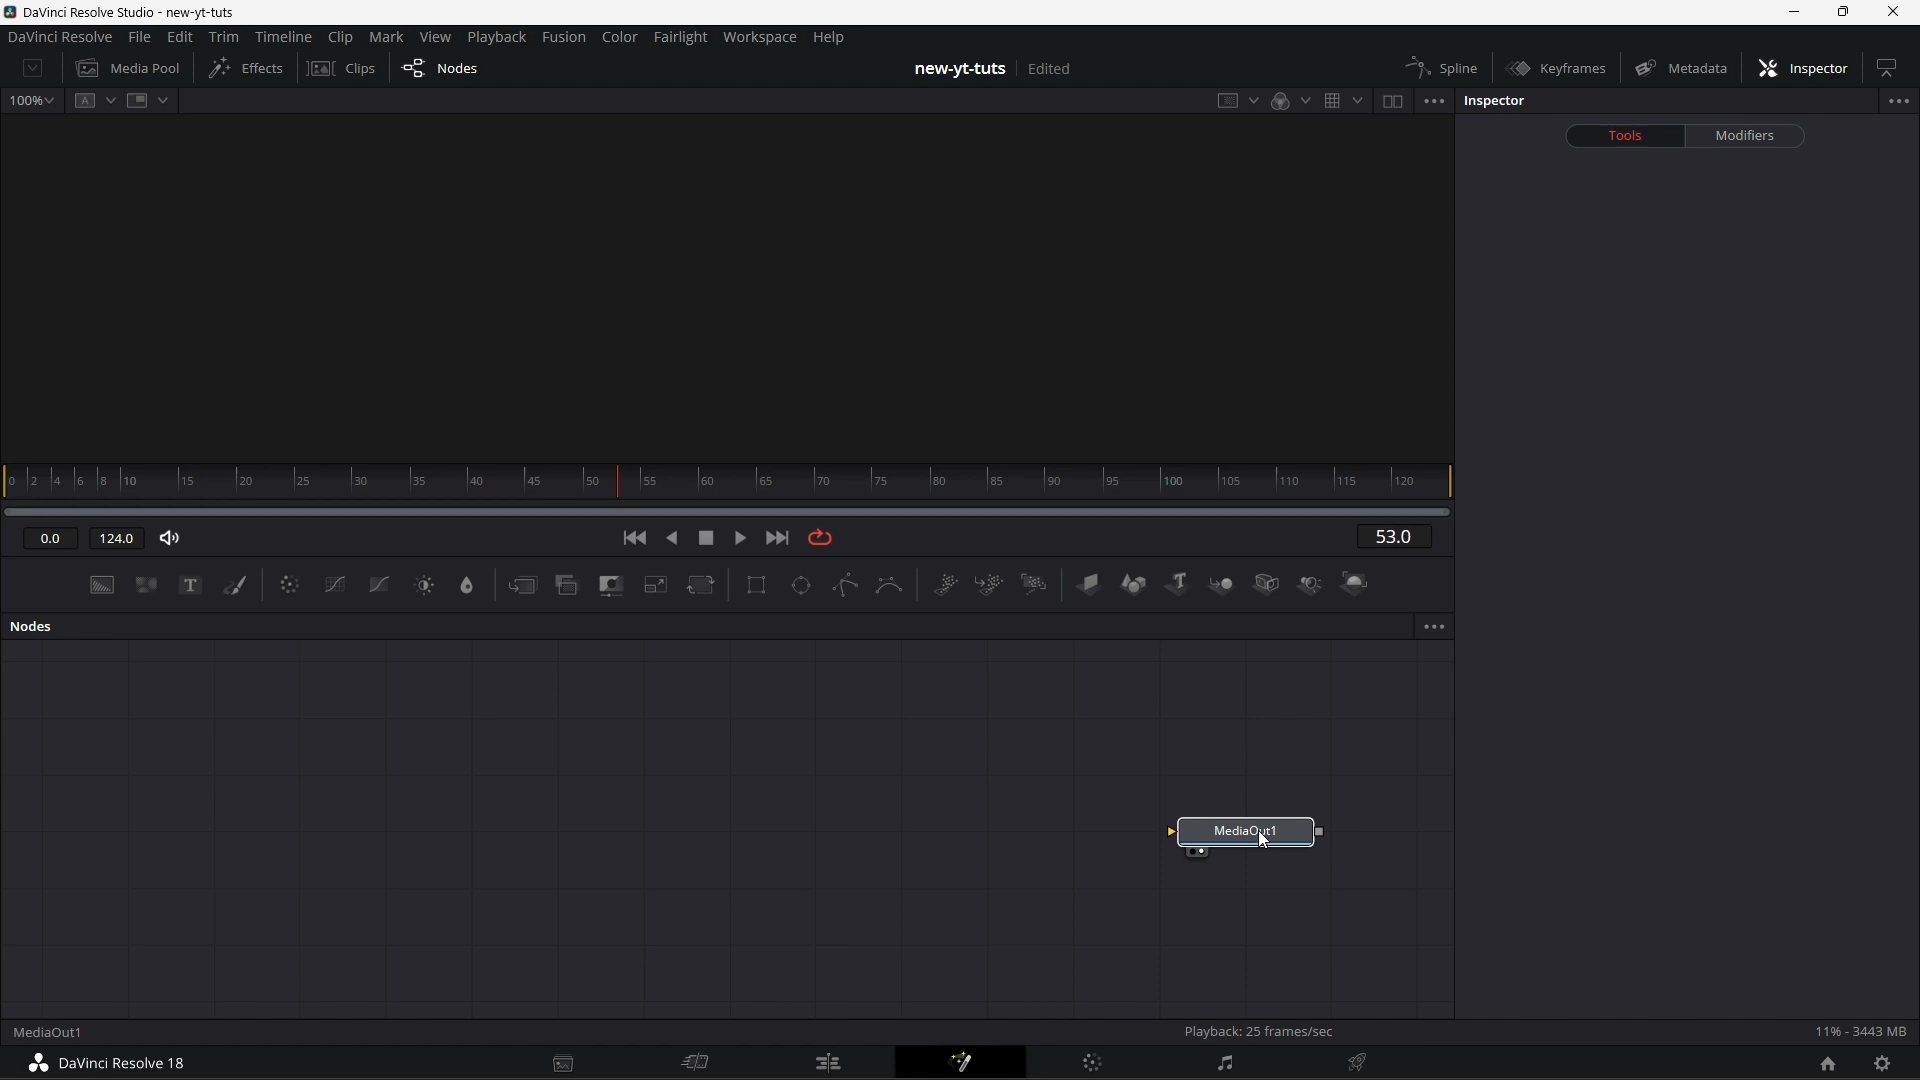 DaVinci Resolve Studio - new-yt-tuts
DaVinci Resolve File Edit Trim Timeline Clip Mark View Playback Fusion Color Fairlight Workspace Help
Media Pool Effects Clips Nodes new-yt-tuts Edited Spline Keyframes Metadata Inspector
100% A Inspector
Tools Modifiers
0 2 4 6 8 10 15 20 25 30 35 40 45 50 55 60 65 70 75 80 85 90 95 100 105 110 115 120
0.0 124.0 53.0
Nodes
MediaOut1
MediaOut1 Playback: 25 frames/sec 11% - 3443 MB
DaVinci Resolve 18